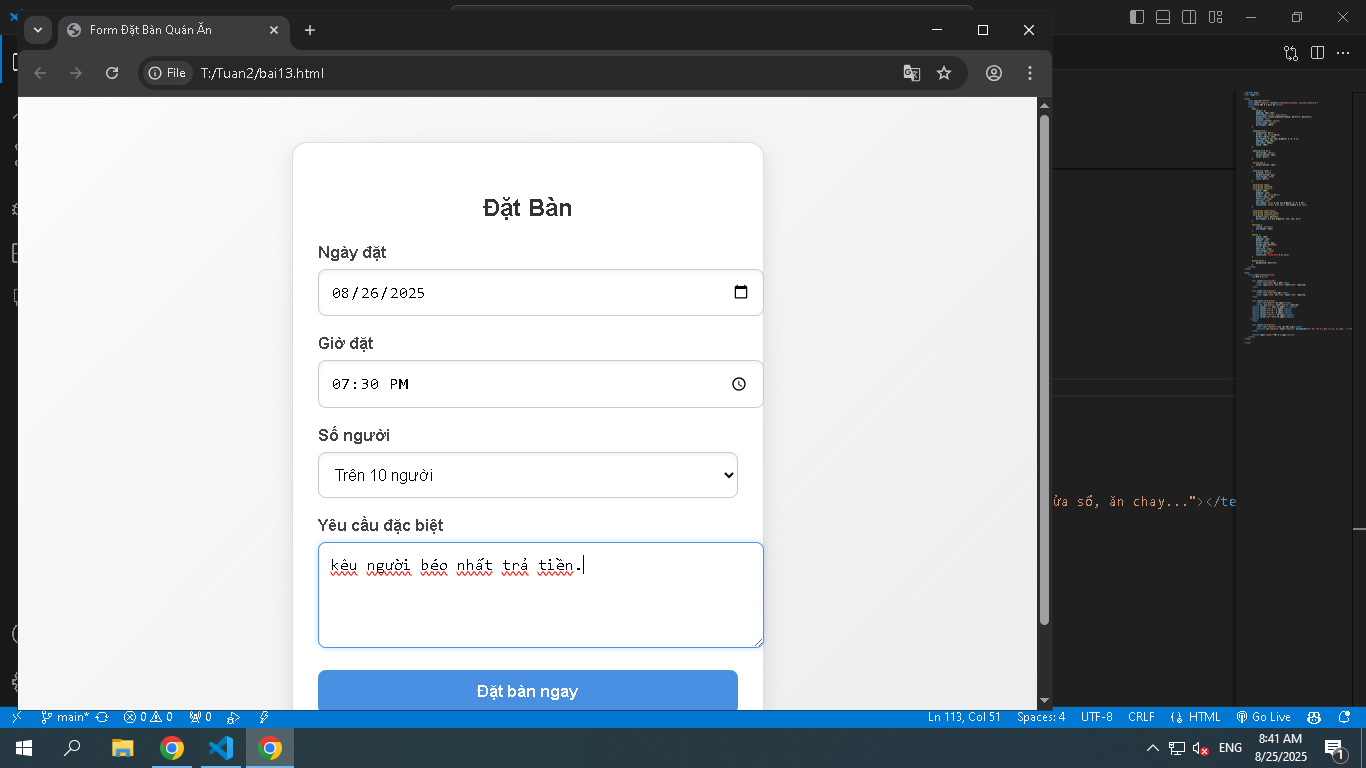 Form Đặt Bàn Quán Ăn
File
T:/Tuan2/bai13.html
Đặt Bàn
Ngày đặt
08/26/2025
Giờ đặt
07:30 PM
Số người
Trên 10 người
Yêu cầu đặc biệt
kêu người béo nhất trả tiền.
Đặt bàn ngay
ửa sổ, ăn chay..."></te
main* 0 0 0
Ln 113, Col 51 Spaces: 4 UTF-8 CRLF HTML Go Live
ENG
8:41 AM
8/25/2025
1